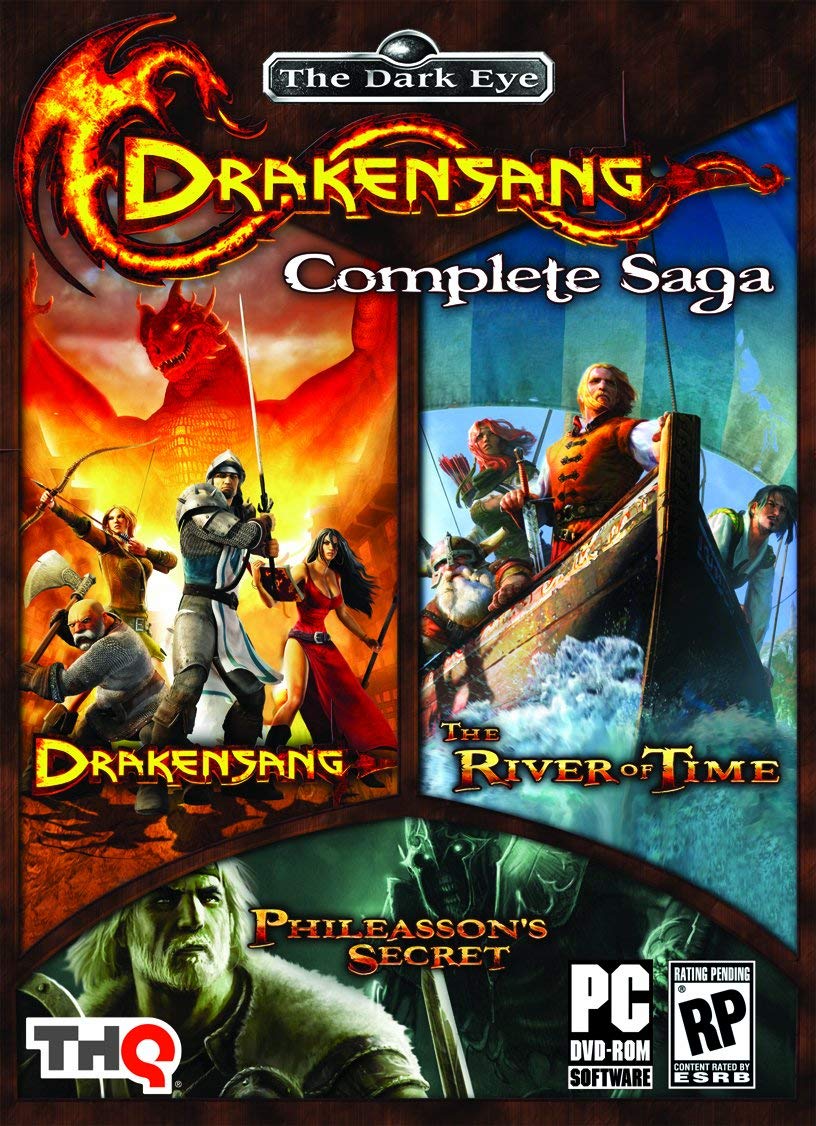 The Dark Eye
DRAKENSANG
Complete Saga
DRAKENSANG
THE
RIVER OF TIME
PHILEASSON'S
SECRET
THQ
®
PC
DVD-ROM
SOFTWARE
RATING PENDING
®
RP
CONTENT RATED BY
ESRB